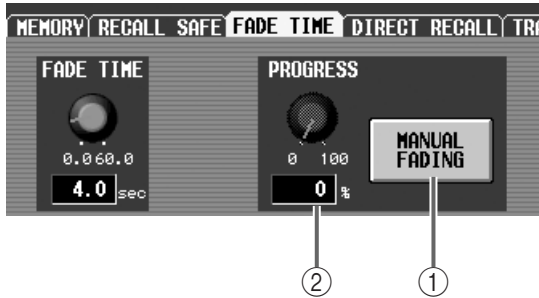 MEMORY RECALL SAFE FADE TIME DIRECT RECALL TRA
FADE TIME PROGRESS
0.0 60.0 0 100
MANUAL FADING
4.0 sec 0 %
② ①